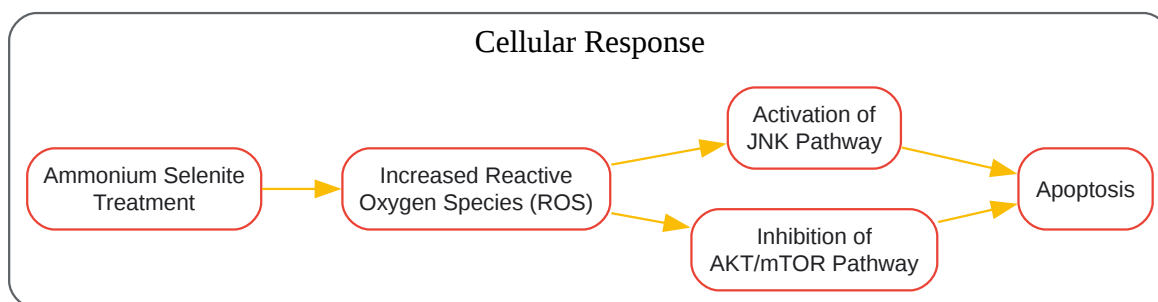 Cellular Response
Ammonium Selenite
Treatment
Increased Reactive
Oxygen Species (ROS)
Activation of
JNK Pathway
Inhibition of
AKT/mTOR Pathway
Apoptosis